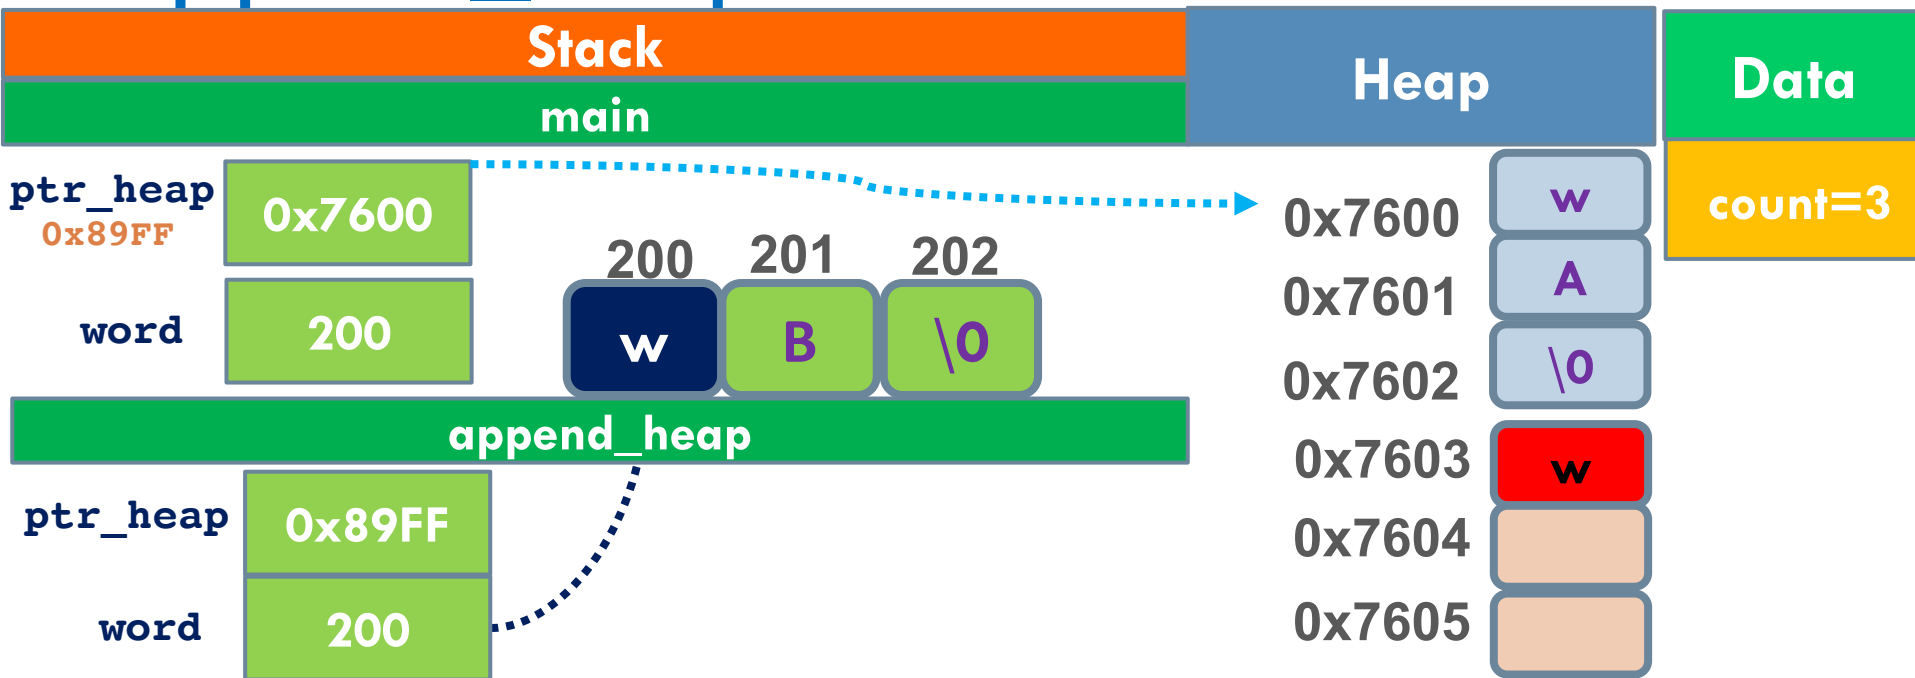 Stack
Heap
Data
main
ptr_heap
0x89FF
0x7600
0x7600
w
count=3
200 201 202
0x7601
A
word
200
w
B
\0
0x7602
\0
append_heap
0x7603
w
ptr_heap
0x89FF
0x7604
word
200
0x7605